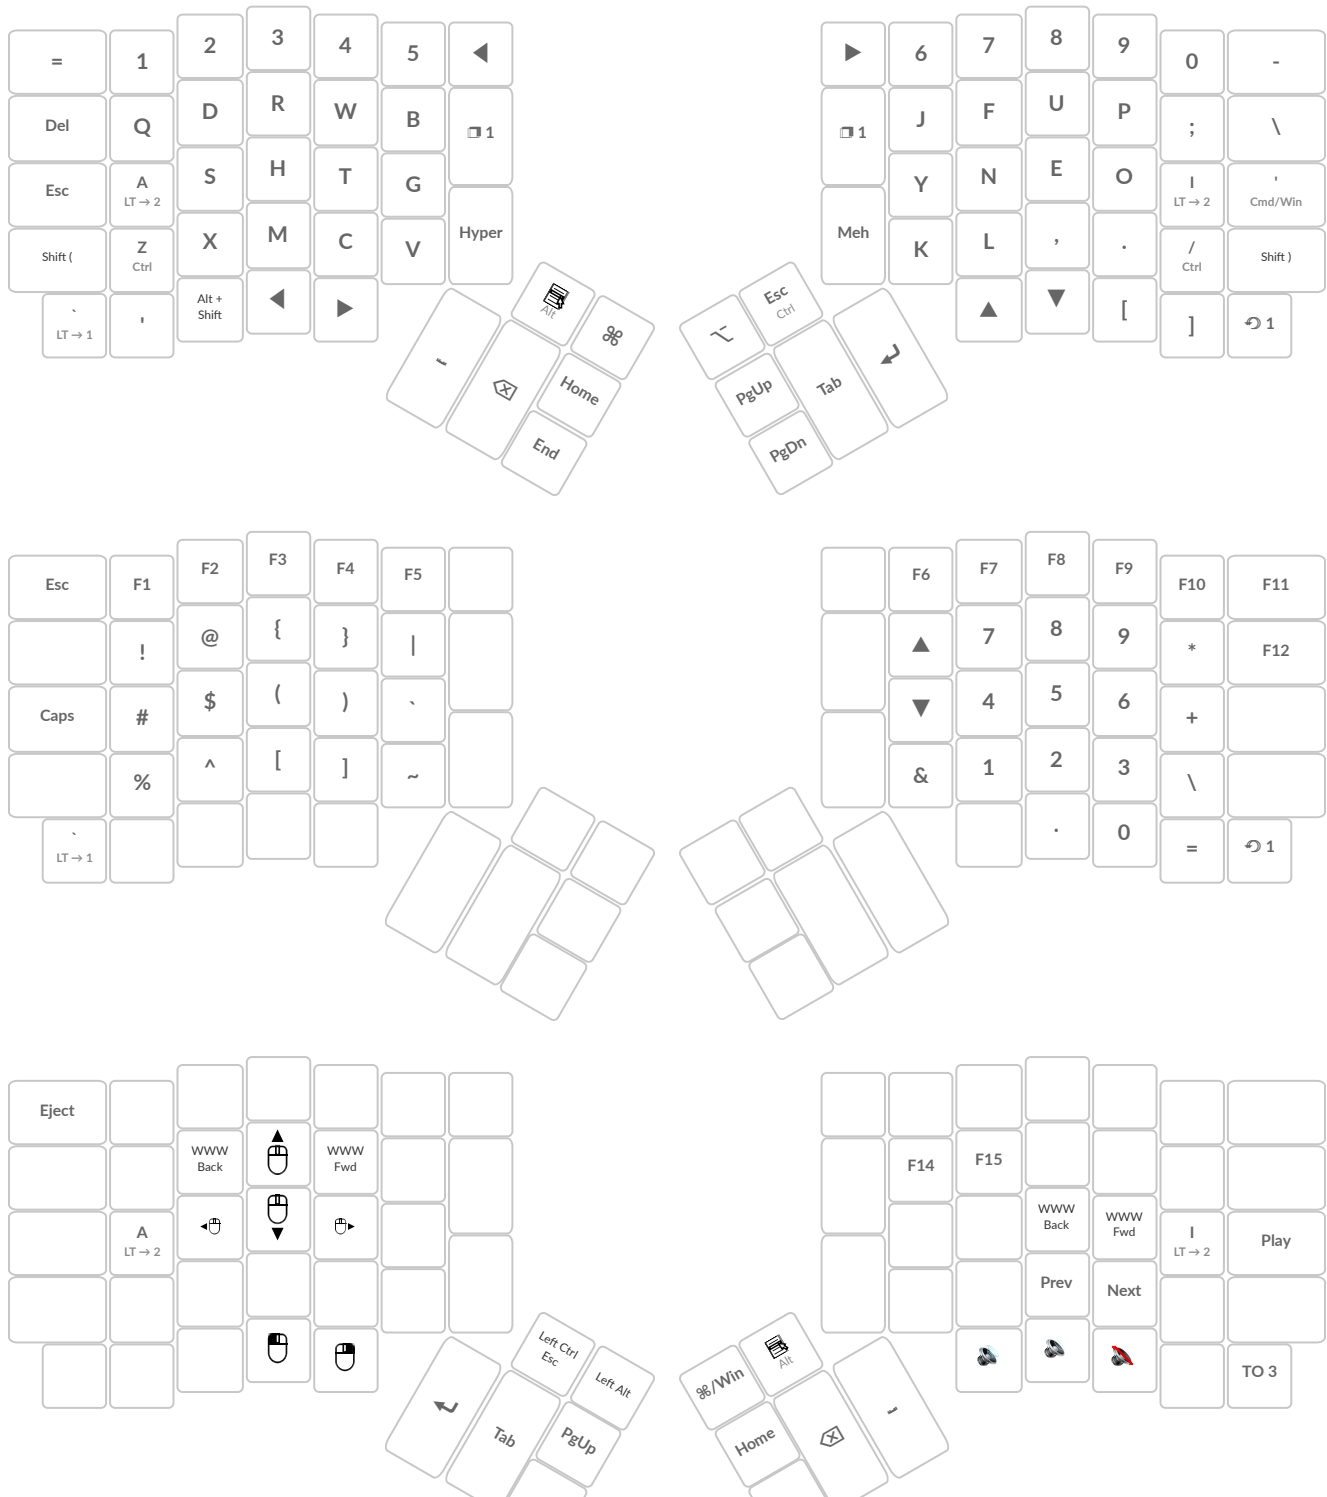 = 1 2 3 4 5 ◀ ▶ 6 7 8 9 0 -
Del Q D R W B 1 1 J F U P ; \
Esc A S H T G Y N E O I '
LT → 2 LT → 2 Cmd/Win
Shift ( Z X M C V Hyper Meh K L , . / Shift )
Ctrl Ctrl
` ' Alt + ◀ ▶ ▲ ▼ [ ] 1
LT → 1 Shift
Alt ⌘ ⌥ Esc
Ctrl
⌫ Home PgUp Tab
End PgDn
Esc F1 F2 F3 F4 F5 F6 F7 F8 F9 F10 F11
! @ { } | ▲ 7 8 9 * F12
Caps # $ ( ) ` ▼ 4 5 6 +
% ^ [ ] ~ & 1 2 3 \
` . 0 = 1
LT → 1
Eject
WWW WWW F14 F15
Back Fwd
A WWW WWW I Play
LT → 2 Back Fwd LT → 2
Prev Next
TO 3
Left Ctrl
Esc
Left Alt
⌘/Win
Alt
Tab PgUp Home ⌫